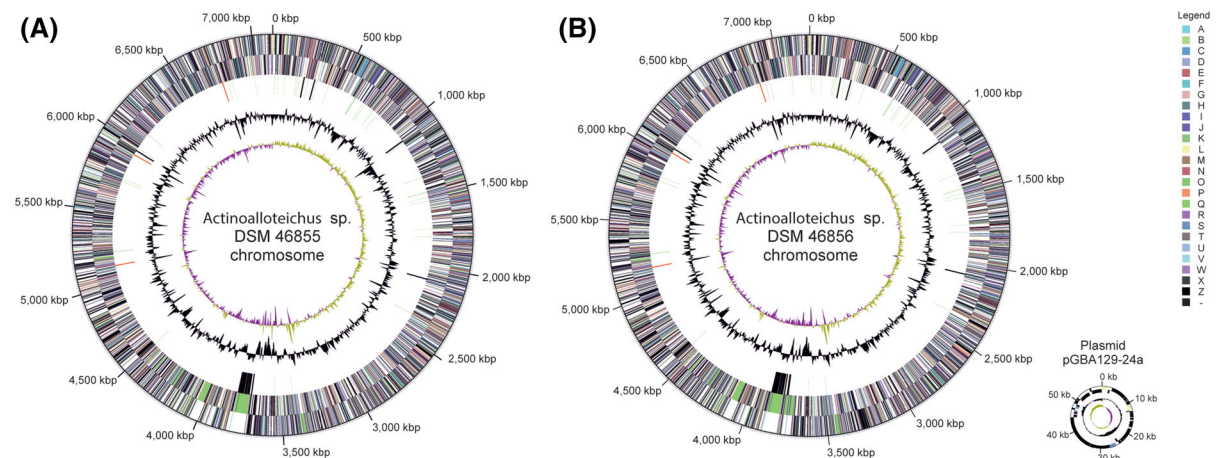 (A)
0 kbp
500 kbp
1,000 kbp
1,500 kbp
2,000 kbp
2,500 kbp
3,000 kbp
3,500 kbp
4,000 kbp
4,500 kbp
5,000 kbp
5,500 kbp
6,000 kbp
6,500 kbp
7,000 kbp
Actinoalloteichus sp.
DSM 46855
chromosome
(B)
0 kbp
500 kbp
1,000 kbp
1,500 kbp
2,000 kbp
2,500 kbp
3,000 kbp
3,500 kbp
4,000 kbp
4,500 kbp
5,000 kbp
5,500 kbp
6,000 kbp
6,500 kbp
7,000 kbp
Actinoalloteichus sp.
DSM 46856
chromosome
Plasmid
pGBA129-24a
0 kb
10 kb
20 kb
30 kb
40 kb
50 kb
Legend
A
B
C
D
E
F
G
H
I
J
K
L
M
N
O
P
Q
R
S
T
U
V
W
X
Z
-